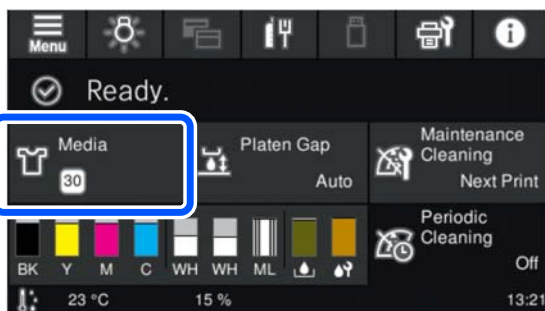 Menu
Ready.
Media
30
Platen Gap
Auto
Maintenance
Cleaning
Next Print
Periodic
Cleaning
Off
BK Y M C WH WH ML
23 °C 15 % 13:21